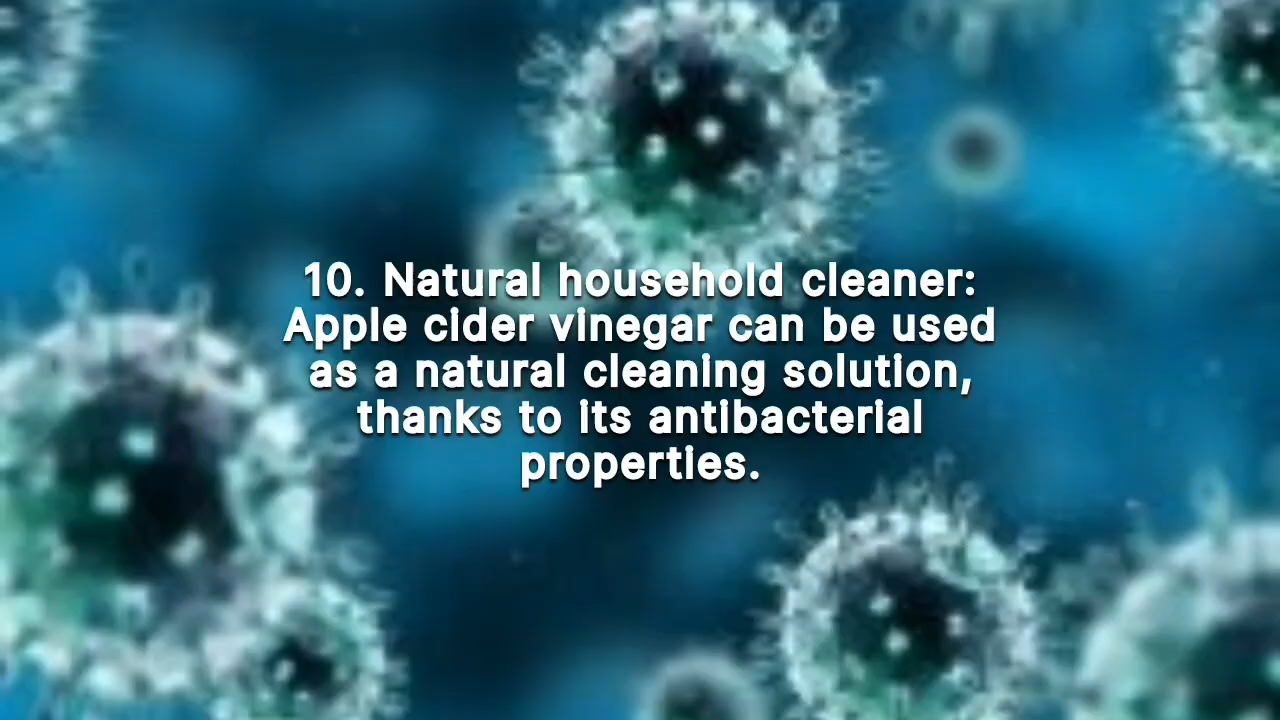 10. Natural household cleaner:
Apple cider vinegar can be used
as a natural cleaning solution,
thanks to its antibacterial
properties.